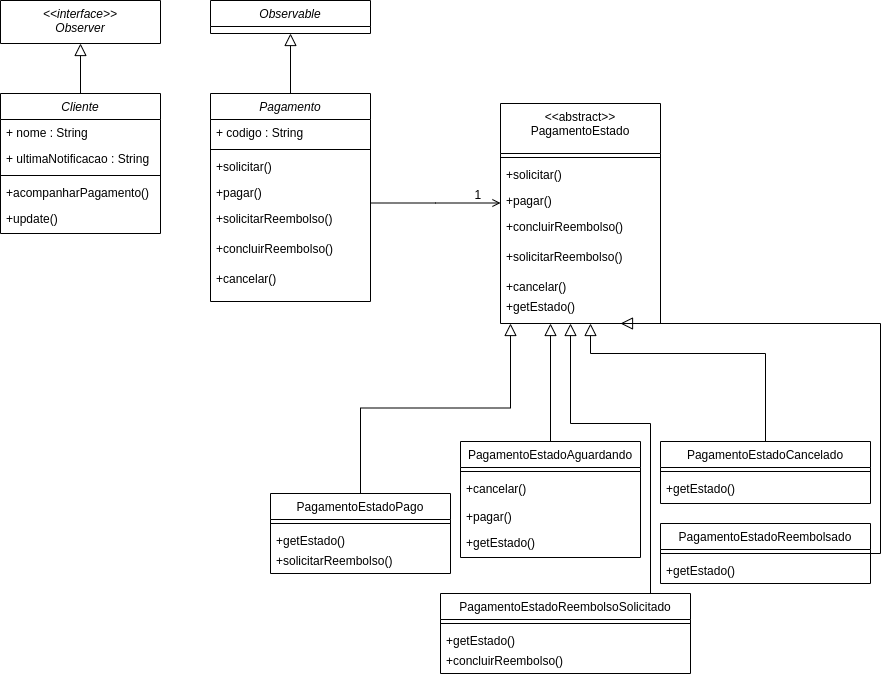 <<interface>>
Observer
Observable
Cliente
+ nome : String
+ ultimaNotificacao : String
+acompanharPagamento()
+update()
Pagamento
+ codigo : String
+solicitar()
+pagar()
+solicitarReembolso()
+concluirReembolso()
+cancelar()
1
<<abstract>>
PagamentoEstado
+solicitar()
+pagar()
+concluirReembolso()
+solicitarReembolso()
+cancelar()
+getEstado()
PagamentoEstadoPago
+getEstado()
+solicitarReembolso()
PagamentoEstadoAguardando
+cancelar()
+pagar()
+getEstado()
PagamentoEstadoCancelado
+getEstado()
PagamentoEstadoReembolsado
+getEstado()
PagamentoEstadoReembolsoSolicitado
+getEstado()
+concluirReembolso()